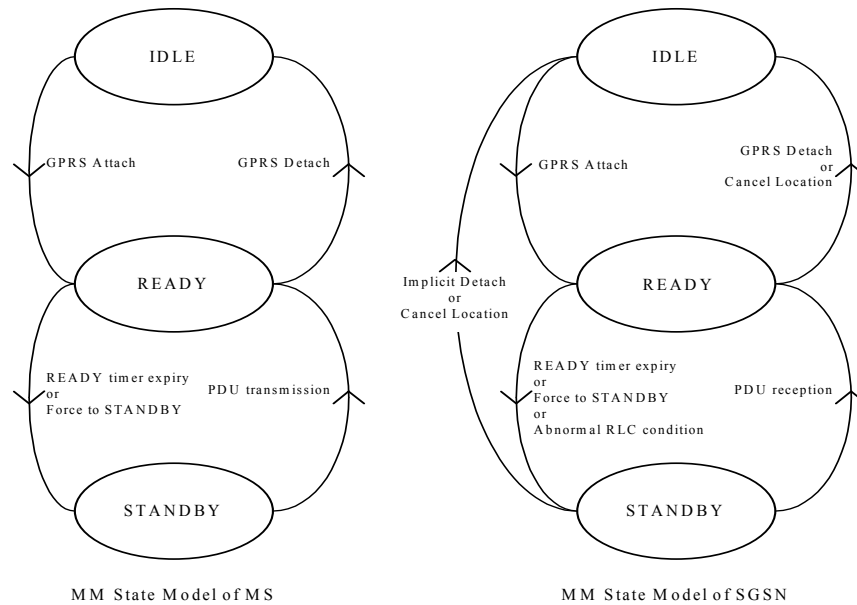 IDLE
GPRS Attach
GPRS Detach
READY
READY timer expiry
or
Force to STANDBY
PDU transmission
STANDBY
MM State Model of MS
IDLE
GPRS Attach
GPRS Detach
or
Cancel Location
Implicit Detach
or
Cancel Location
READY
READY timer expiry
or
Force to STANDBY
or
Abnormal RLC condition
PDU reception
STANDBY
MM State Model of SGSN